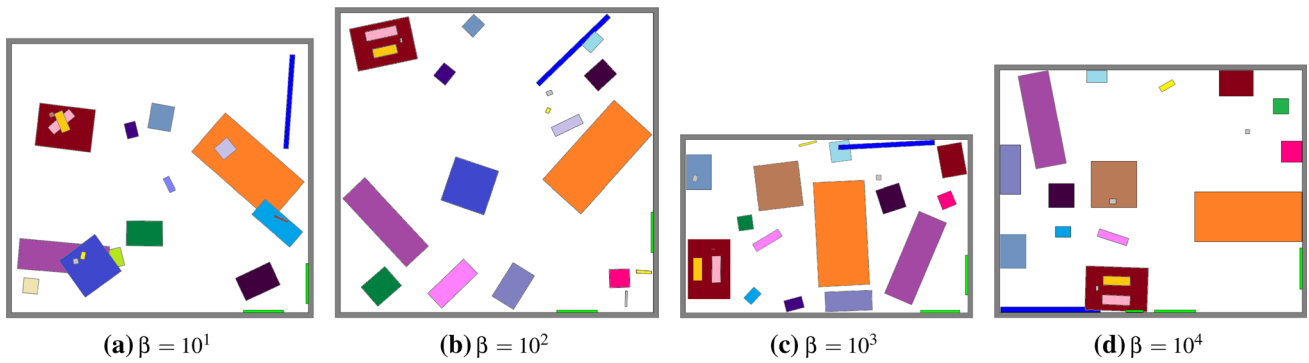 (a) β = 10¹
(b) β = 10²
(c) β = 10³
(d) β = 10⁴